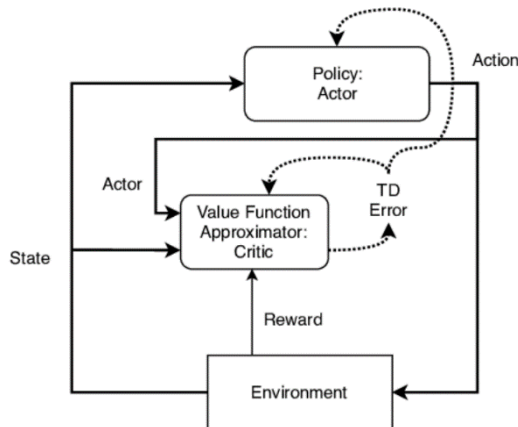 Policy:
Actor
Action
Actor
TD
Error
Value Function
Approximator:
Critic
State
Reward
Environment